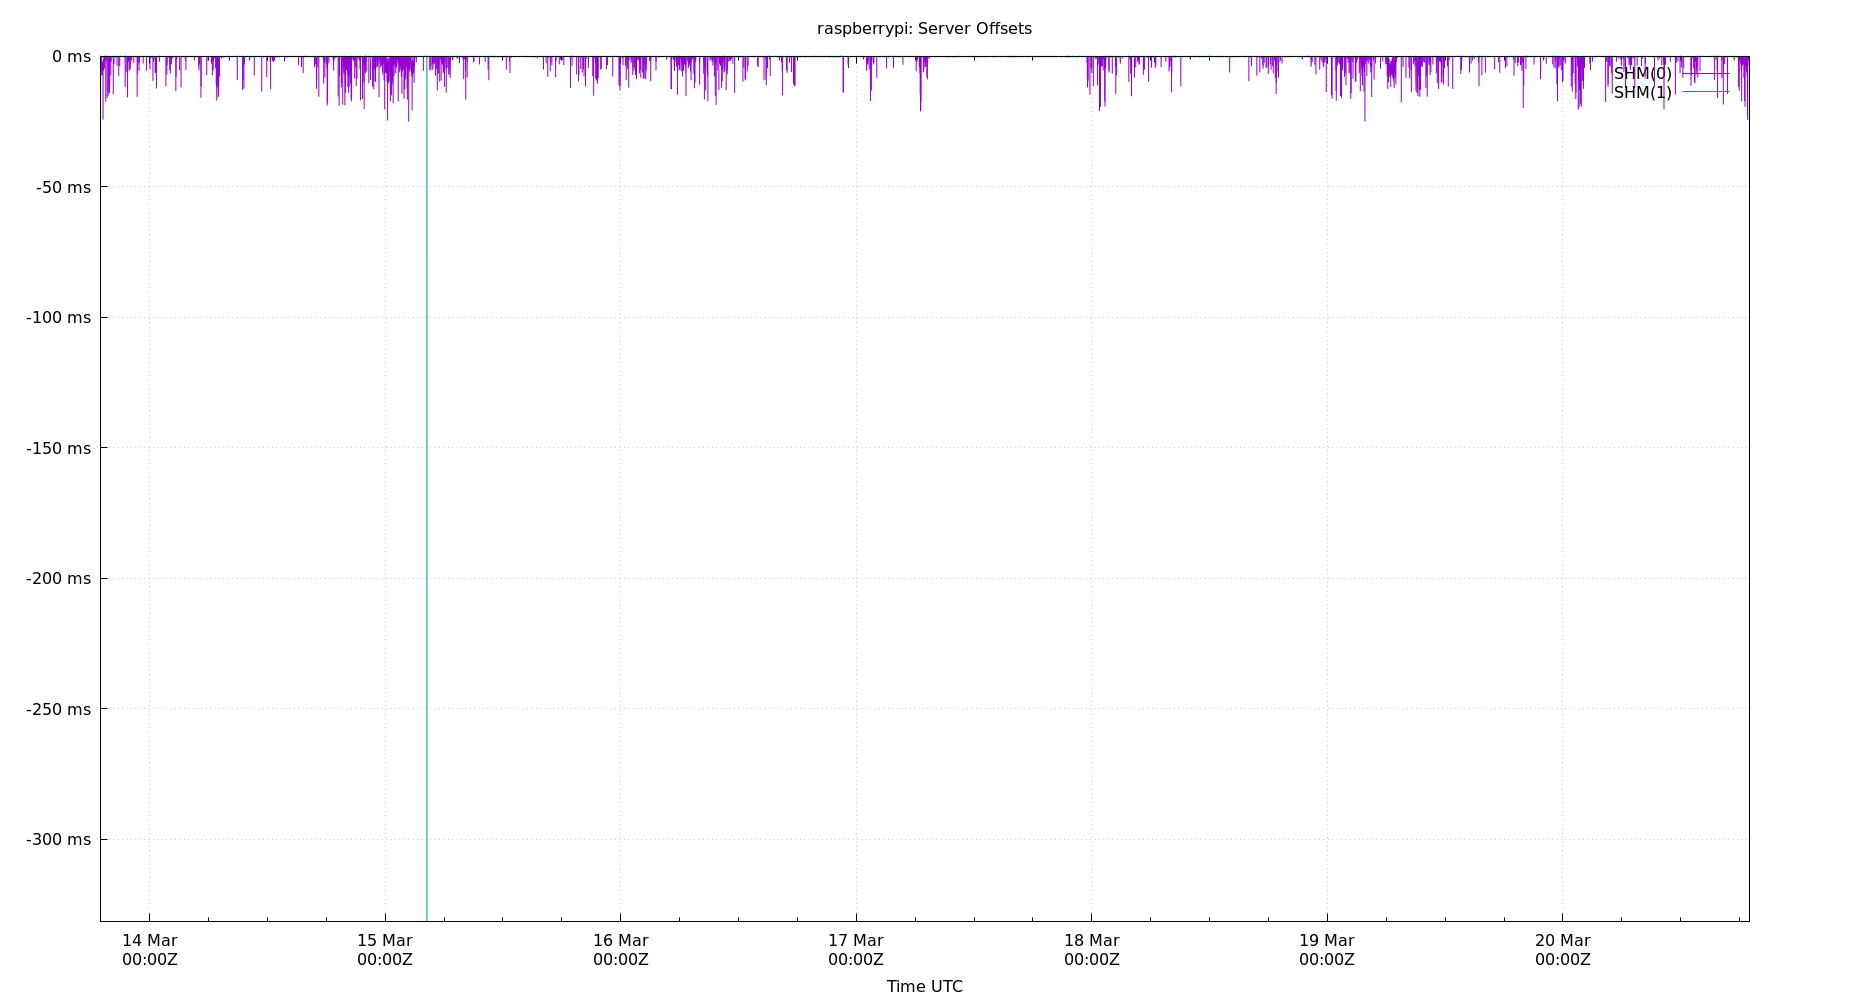 raspberrypi: Server Offsets
0 ms
SHM(0)
SHM(1)
-50 ms
-100 ms
-150 ms
-200 ms
-250 ms
-300 ms
14 Mar 15 Mar 16 Mar 17 Mar 18 Mar 19 Mar 20 Mar
00:00Z 00:00Z 00:00Z 00:00Z 00:00Z 00:00Z 00:00Z
Time UTC